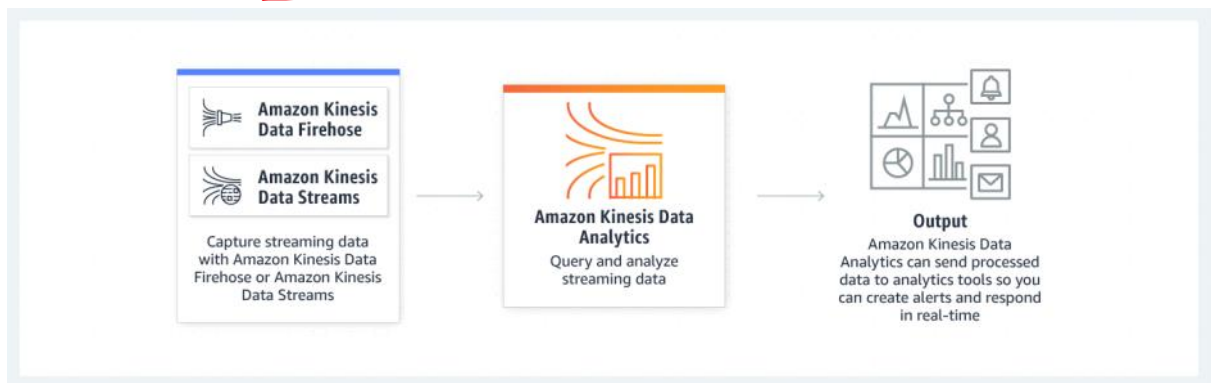 Amazon Kinesis
Data Firehose
Amazon Kinesis
Data Streams
Capture streaming data
with Amazon Kinesis Data
Firehose or Amazon Kinesis
Data Streams
Amazon Kinesis Data
Analytics
Query and analyze
streaming data
Output
Amazon Kinesis Data
Analytics can send processed
data to analytics tools so you
can create alerts and respond
in real-time